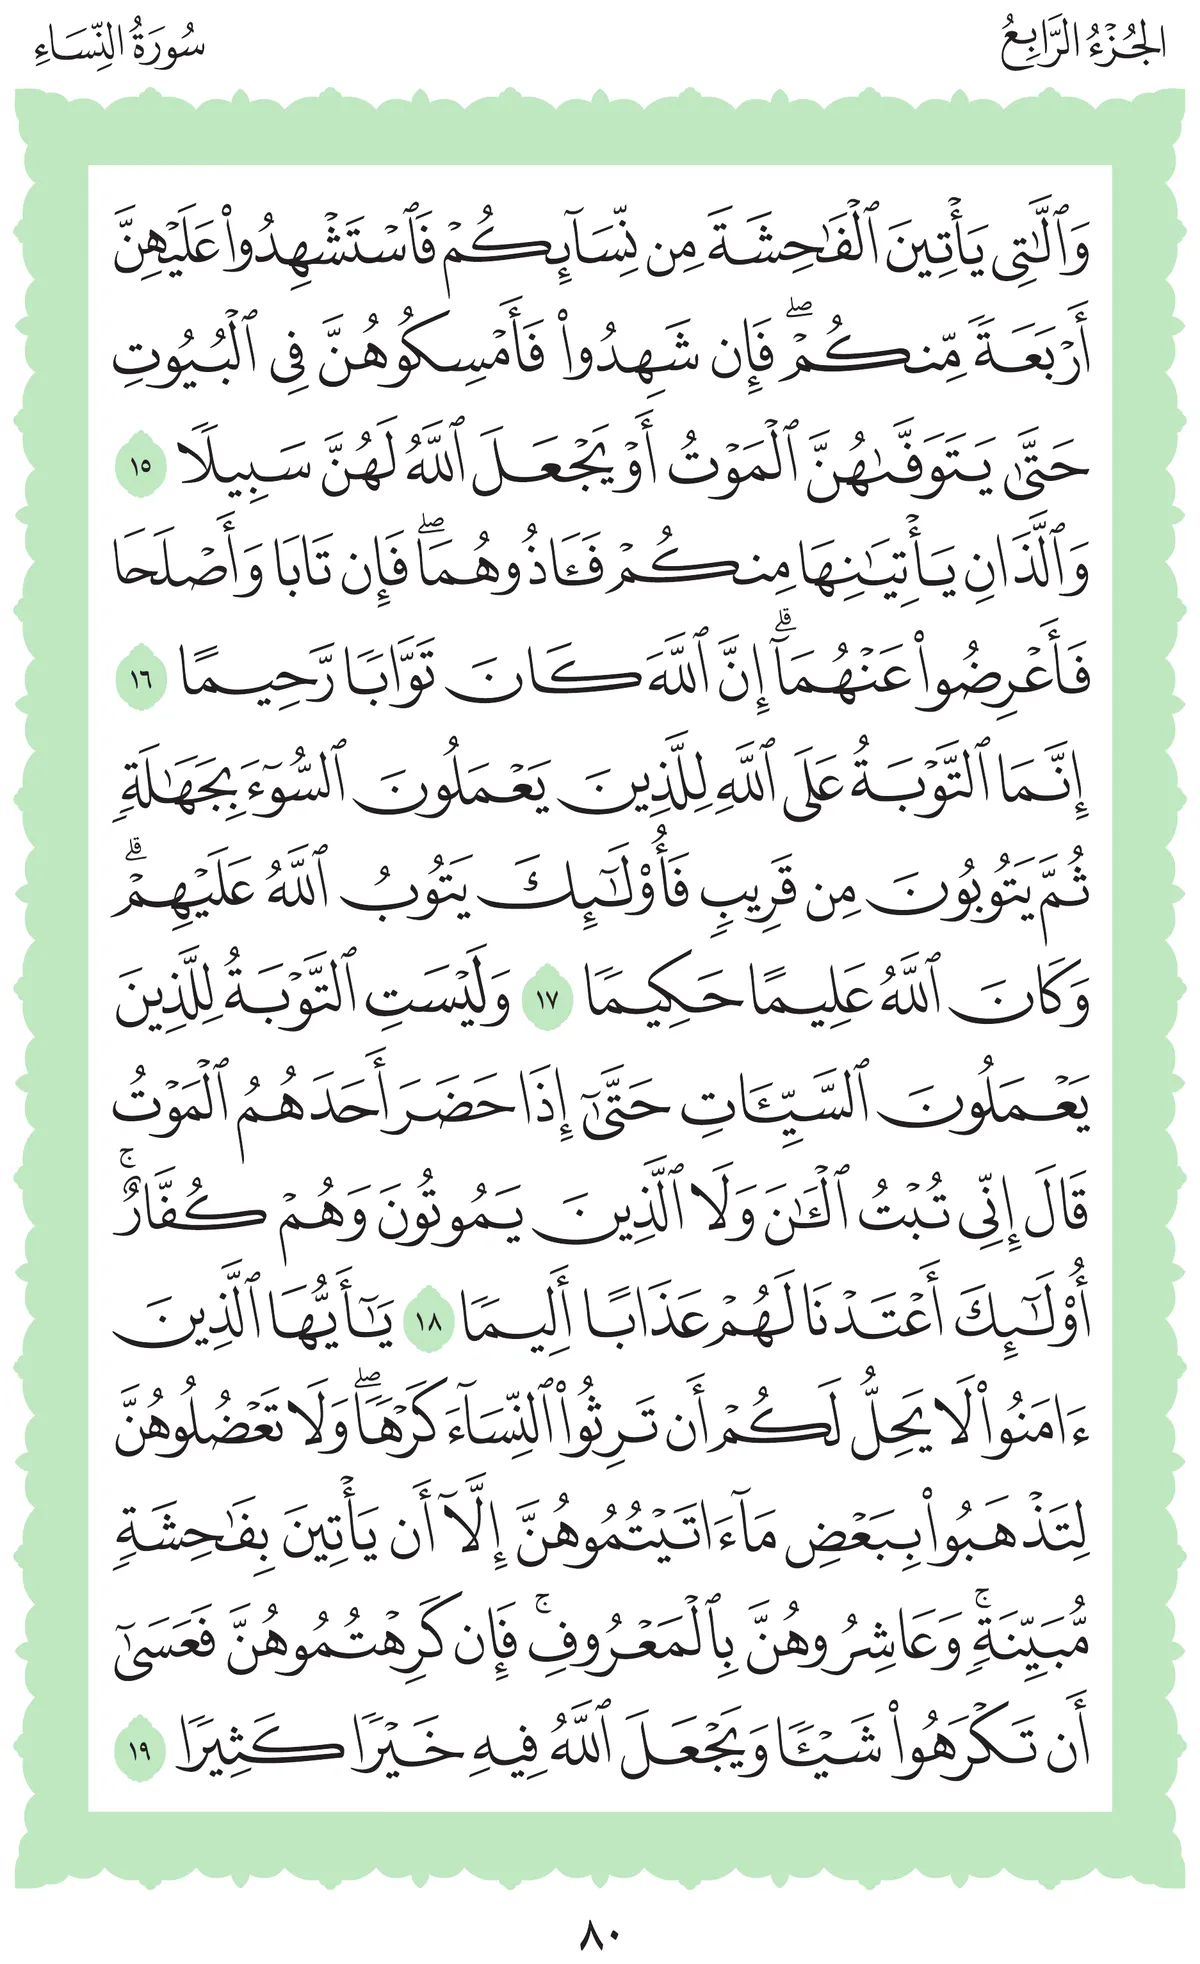 الجُزْءُ الرَّابِعُ
سُورَةُ النِّسَاءِ
وَٱلَّٰتِى يَأْتِينَ ٱلْفَٰحِشَةَ مِن نِّسَآئِكُمْ فَٱسْتَشْهِدُوا۟ عَلَيْهِنَّ
أَرْبَعَةً مِّنكُمْ ۖ فَإِن شَهِدُوا۟ فَأَمْسِكُوهُنَّ فِى ٱلْبُيُوتِ
حَتَّىٰ يَتَوَفَّىٰهُنَّ ٱلْمَوْتُ أَوْ يَجْعَلَ ٱللَّهُ لَهُنَّ سَبِيلًا ١٥
وَٱلَّذَانِ يَأْتِيَٰنِهَا مِنكُمْ فَـَٔاذُوهُمَا ۖ فَإِن تَابَا وَأَصْلَحَا
فَأَعْرِضُوا۟ عَنْهُمَآ ۗ إِنَّ ٱللَّهَ كَانَ تَوَّابًا رَّحِيمًا ١٦
إِنَّمَا ٱلتَّوْبَةُ عَلَى ٱللَّهِ لِلَّذِينَ يَعْمَلُونَ ٱلسُّوٓءَ بِجَهَٰلَةٍ
ثُمَّ يَتُوبُونَ مِن قَرِيبٍ فَأُو۟لَٰٓئِكَ يَتُوبُ ٱللَّهُ عَلَيْهِمْ ۗ
وَكَانَ ٱللَّهُ عَلِيمًا حَكِيمًا ١٧ وَلَيْسَتِ ٱلتَّوْبَةُ لِلَّذِينَ
يَعْمَلُونَ ٱلسَّيِّـَٔاتِ حَتَّىٰٓ إِذَا حَضَرَ أَحَدَهُمُ ٱلْمَوْتُ
قَالَ إِنِّى تُبْتُ ٱلْـَٰٔنَ وَلَا ٱلَّذِينَ يَمُوتُونَ وَهُمْ كُفَّارٌ ۚ
أُو۟لَٰٓئِكَ أَعْتَدْنَا لَهُمْ عَذَابًا أَلِيمًا ١٨ يَٰٓأَيُّهَا ٱلَّذِينَ
ءَامَنُوا۟ لَا يَحِلُّ لَكُمْ أَن تَرِثُوا۟ ٱلنِّسَآءَ كَرْهًا ۖ وَلَا تَعْضُلُوهُنَّ
لِتَذْهَبُوا۟ بِبَعْضِ مَآ ءَاتَيْتُمُوهُنَّ إِلَّآ أَن يَأْتِينَ بِفَٰحِشَةٍ
مُّبَيِّنَةٍ ۚ وَعَاشِرُوهُنَّ بِٱلْمَعْرُوفِ ۚ فَإِن كَرِهْتُمُوهُنَّ فَعَسَىٰٓ
أَن تَكْرَهُوا۟ شَيْـًٔا وَيَجْعَلَ ٱللَّهُ فِيهِ خَيْرًا كَثِيرًا ١٩
٨٠